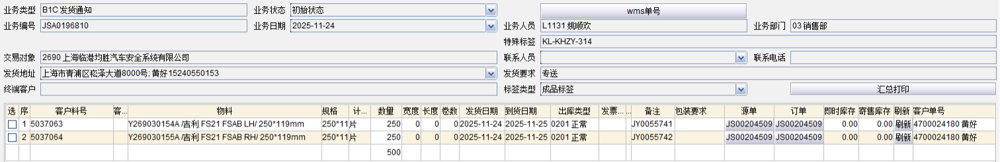 业务类型 B1C 发货通知 业务状态 初始状态 wms单号
业务编号 JSA0196810 业务日期 2025-11-24 业务人员 L1131 姚顺欢 业务部门 03 销售部
特殊标签 KL-KHZY-314
交易对象 2690 上海临港均胜汽车安全系统有限公司 联系人员 联系电话
发货地址 上海市青浦区崧泽大道8000号; 黄好15240550153 发货要求 专送
终端客户 标签类型 成品标签 汇总打印
选 序 客户料号 客... 物料 规格 计... 数量 宽度 长度 卷数 发货日期 到货日期 出库类型 发票... ... 备注 包装要求 源单 订单 即时库存 寄售库存 刷新 客户单号
1 5037063 Y269030154A /吉利 FS21 FSAB LH/ 250*119mm 250*11 片 250 0 0 0 2025-11-24 2025-11-25 0201 正常 JY0055741 JS00204509 JS00204509 0.00 0.00 刷新 4700024180 黄好
2 5037064 Y269030155A /吉利 FS21 FSAB RH/ 250*119mm 250*11 片 250 0 0 0 2025-11-24 2025-11-25 0201 正常 JY0055742 JS00204509 JS00204509 0.00 0.00 刷新 4700024180 黄好
500